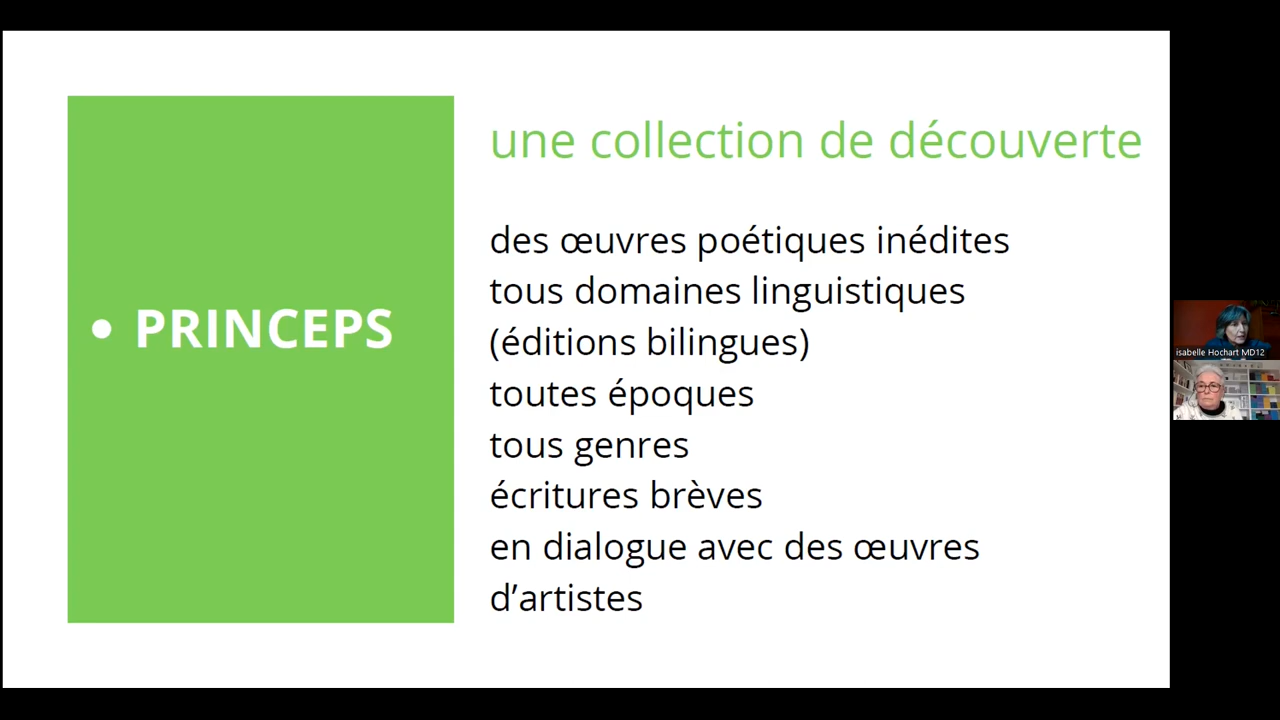 • PRINCEPS
une collection de découverte
des œuvres poétiques inédites
tous domaines linguistiques
(éditions bilingues)
toutes époques
tous genres
écritures brèves
en dialogue avec des œuvres
d’artistes
isabelle Hochart MD12